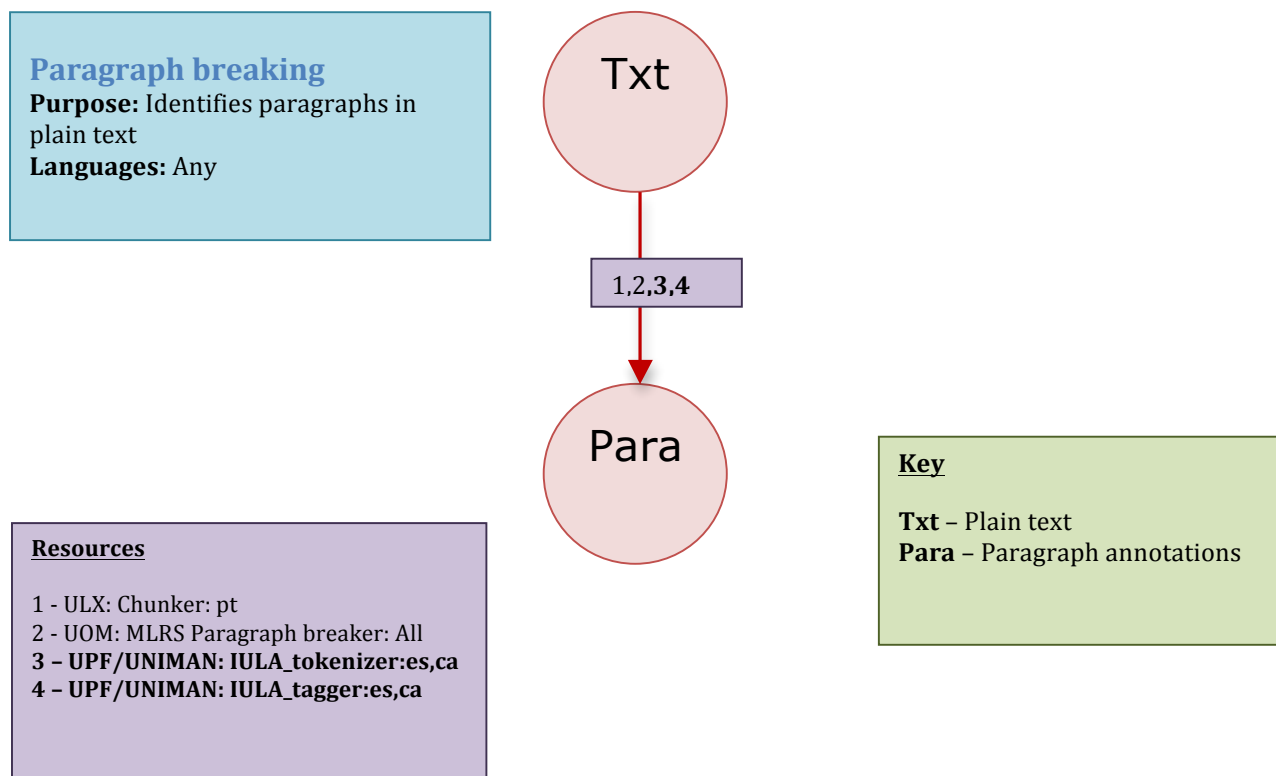 Paragraph breaking
Purpose: Identifies paragraphs in
plain text
Languages: Any
Txt
1,2,3,4
Para
Key
Txt – Plain text
Para – Paragraph annotations
Resources
1 - ULX: Chunker: pt
2 - UOM: MLRS Paragraph breaker: All
3 – UPF/UNIMAN: IULA_tokenizer:es,ca
4 – UPF/UNIMAN: IULA_tagger:es,ca